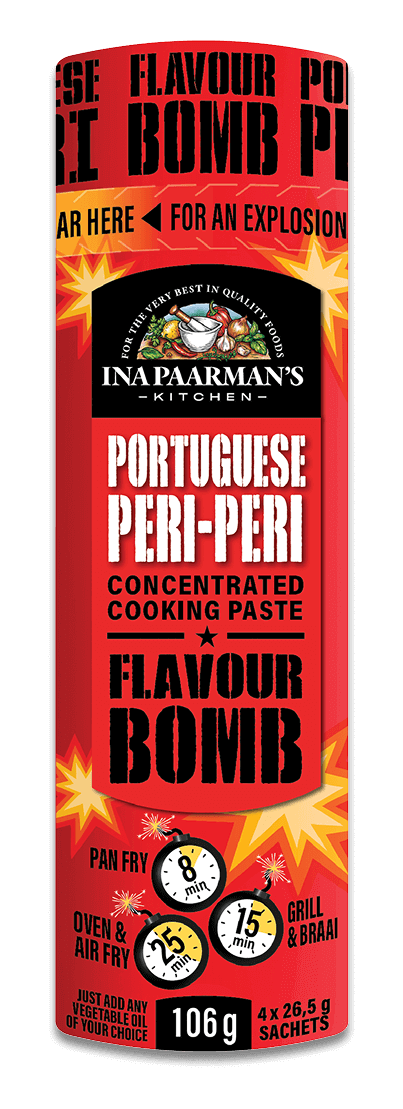 ESE FLAVOUR PO
R.I BOMB PI
AR HERE ◀ FOR AN EXPLOSION
FOR THE VERY BEST IN QUALITY FOODS
INA PAARMAN'S
–KITCHEN–
PORTUGUESE
PERI-PERI
CONCENTRATED
COOKING PASTE
FLAVOUR
BOMB
PAN FRY 8 min
OVEN &
AIR FRY 25 min
15 min GRILL
& BRAAI
JUST ADD ANY
VEGETABLE OIL
OF YOUR CHOICE
106g
4 x 26,5 g
SACHETS